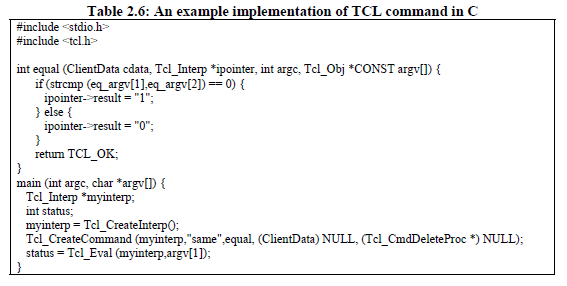 Table 2.6: An example implementation of TCL command in C
#include <stdio.h>
#include <tcl.h>
int equal (ClientData cdata, Tcl_Interp *ipointer, int argc, Tcl_Obj *CONST argv[]) {
if (strcmp (eq_argv[1],eq_argv[2]) == 0) {
ipointer->result = "1";
} else {
ipointer->result = "0";
}
return TCL_OK;
}
main (int argc, char *argv[]) {
Tcl_Interp *myinterp;
int status;
myinterp = Tcl_CreateInterp();
Tcl_CreateCommand (myinterp,"same",equal, (ClientData) NULL, (Tcl_CmdDeleteProc *) NULL);
status = Tcl_Eval (myinterp,argv[1]);
}